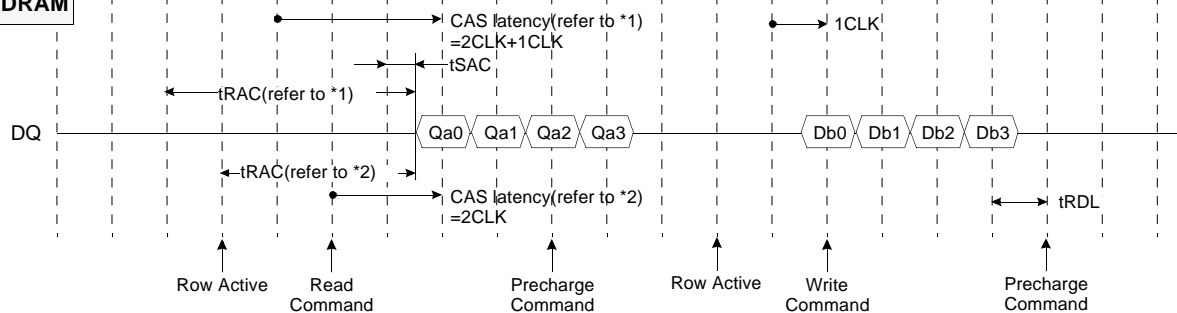 DRAM
CAS latency(refer to *1)
=2CLK+1CLK
1CLK
tSAC
tRAC(refer to *1)
DQ
Qa0 Qa1 Qa2 Qa3 Db0 Db1 Db2 Db3
tRAC(refer to *2)
CAS latency(refer to *2)
=2CLK
tRDL
Row Active
Read
Command
Precharge
Command
Row Active
Write
Command
Precharge
Command